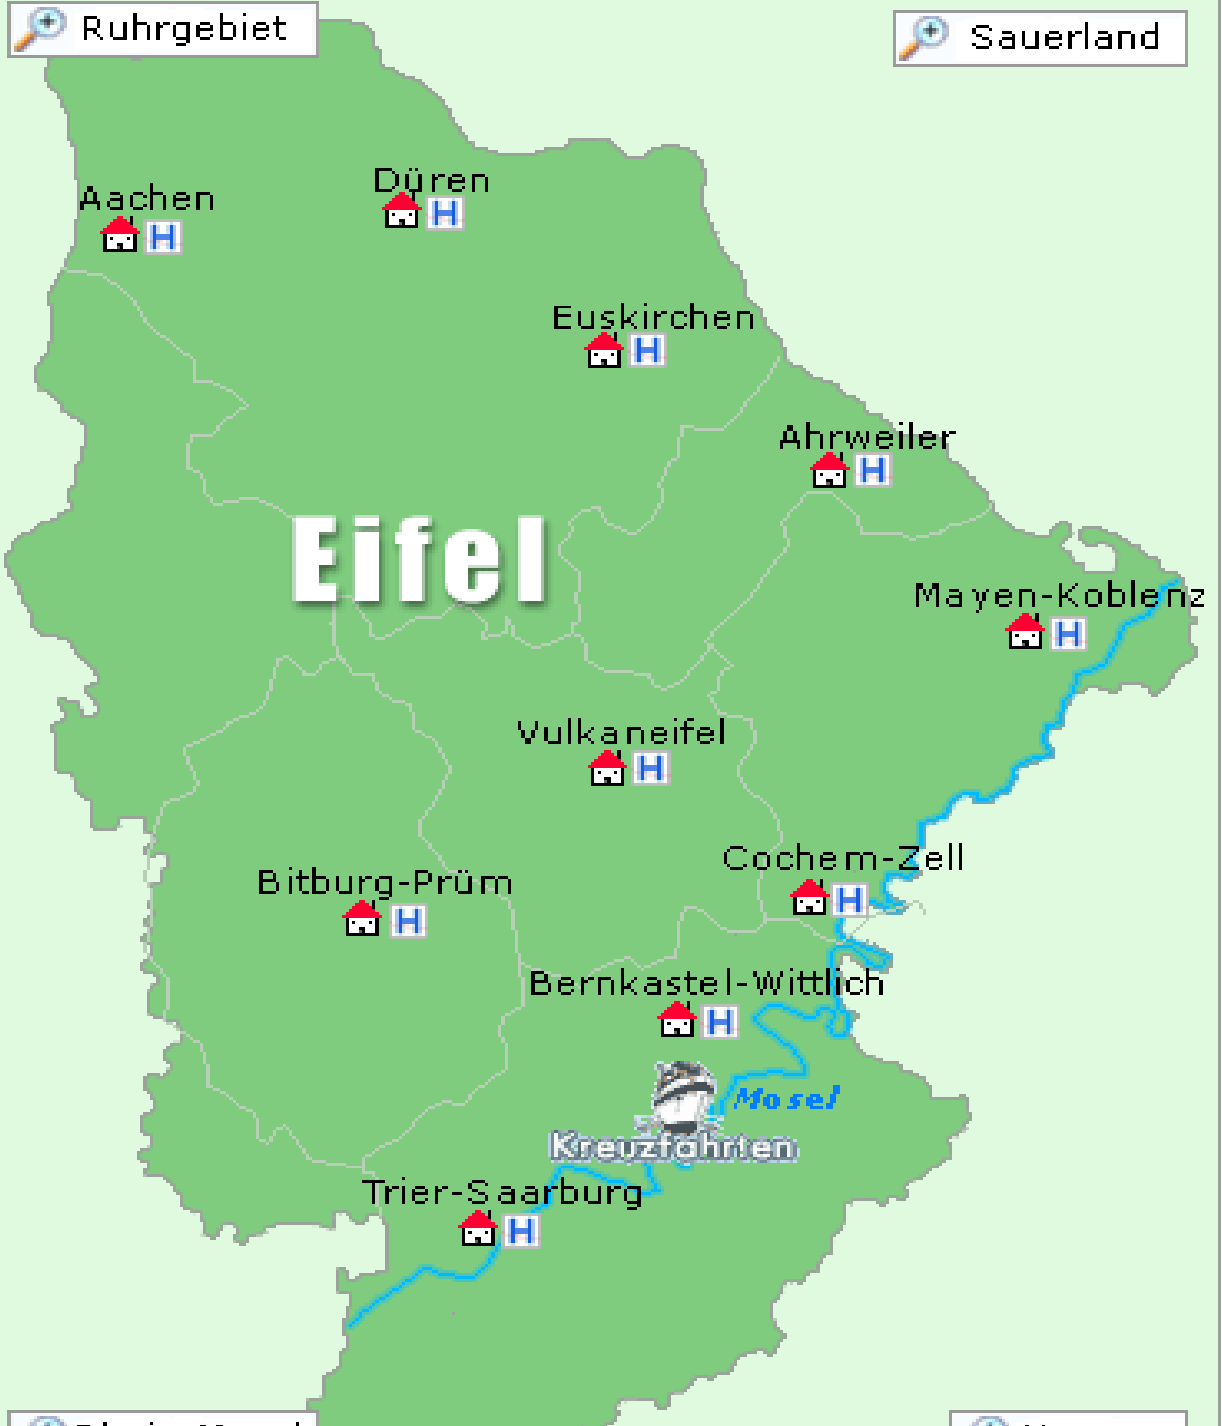 Ruhrgebiet
Sauerland
Düren
H
Aachen
H
Euskirchen
H
Ahrweiler
H
Eifel
Mayen-Koblenz
H
Vulkaneifel
H
Cochem-Zell
H
Bitburg-Prüm
H
Bernkastel-Wittlich
H
Mosel
Kreuzfahrten
Trier-Saarburg
H